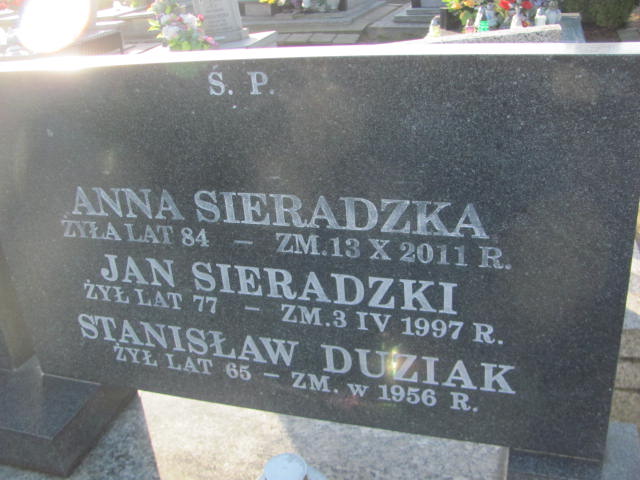 Ś. P.
ANNA SIERADZKA
ŻYŁA LAT 84 – ZM. 13 X 2011 R.
JAN SIERADZKI
ŻYŁ LAT 77 – ZM. 3 IV 1997 R.
STANISŁAW DUZIAK
ŻYŁ LAT 65 – ZM. W 1956 R.